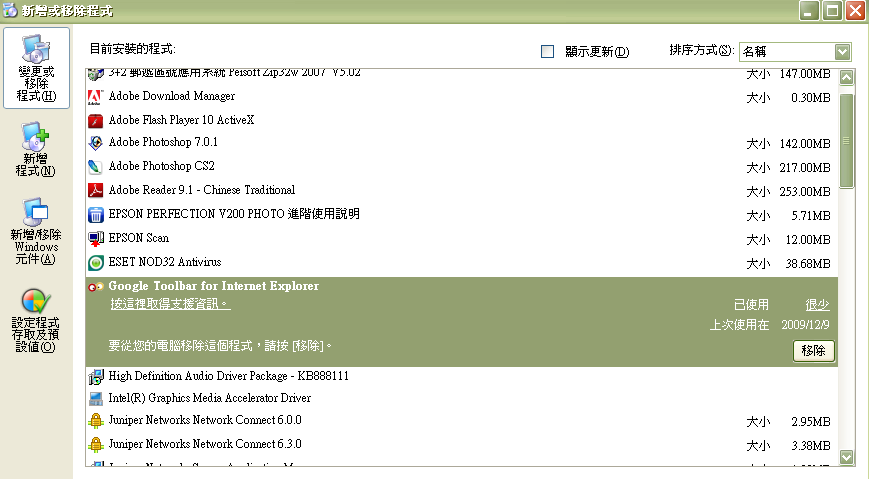 新增或移除程式
變更或
移除
程式(H)
新增
程式(N)
新增/移除
Windows
元件(A)
設定程式
存取及預
設值(O)
目前安裝的程式:
顯示更新(D)
排序方式(S): 名稱
3+2 郵遞區號應用系統 Peisoft Zip32w 2007 V5.02 大小 147.00MB
Adobe Download Manager 大小 0.30MB
Adobe Flash Player 10 ActiveX
Adobe Photoshop 7.0.1 大小 142.00MB
Adobe Photoshop CS2 大小 217.00MB
Adobe Reader 9.1 - Chinese Traditional 大小 253.00MB
EPSON PERFECTION V200 PHOTO 進階使用說明 大小 5.71MB
EPSON Scan 大小 12.00MB
ESET NOD32 Antivirus 大小 38.68MB
Google Toolbar for Internet Explorer
按這裡取得支援資訊。 已使用 很少
上次使用在 2009/12/9
要從您的電腦移除這個程式，請按 [移除]。 移除
High Definition Audio Driver Package - KB888111
Intel(R) Graphics Media Accelerator Driver
Juniper Networks Network Connect 6.0.0 大小 2.95MB
Juniper Networks Network Connect 6.3.0 大小 3.38MB